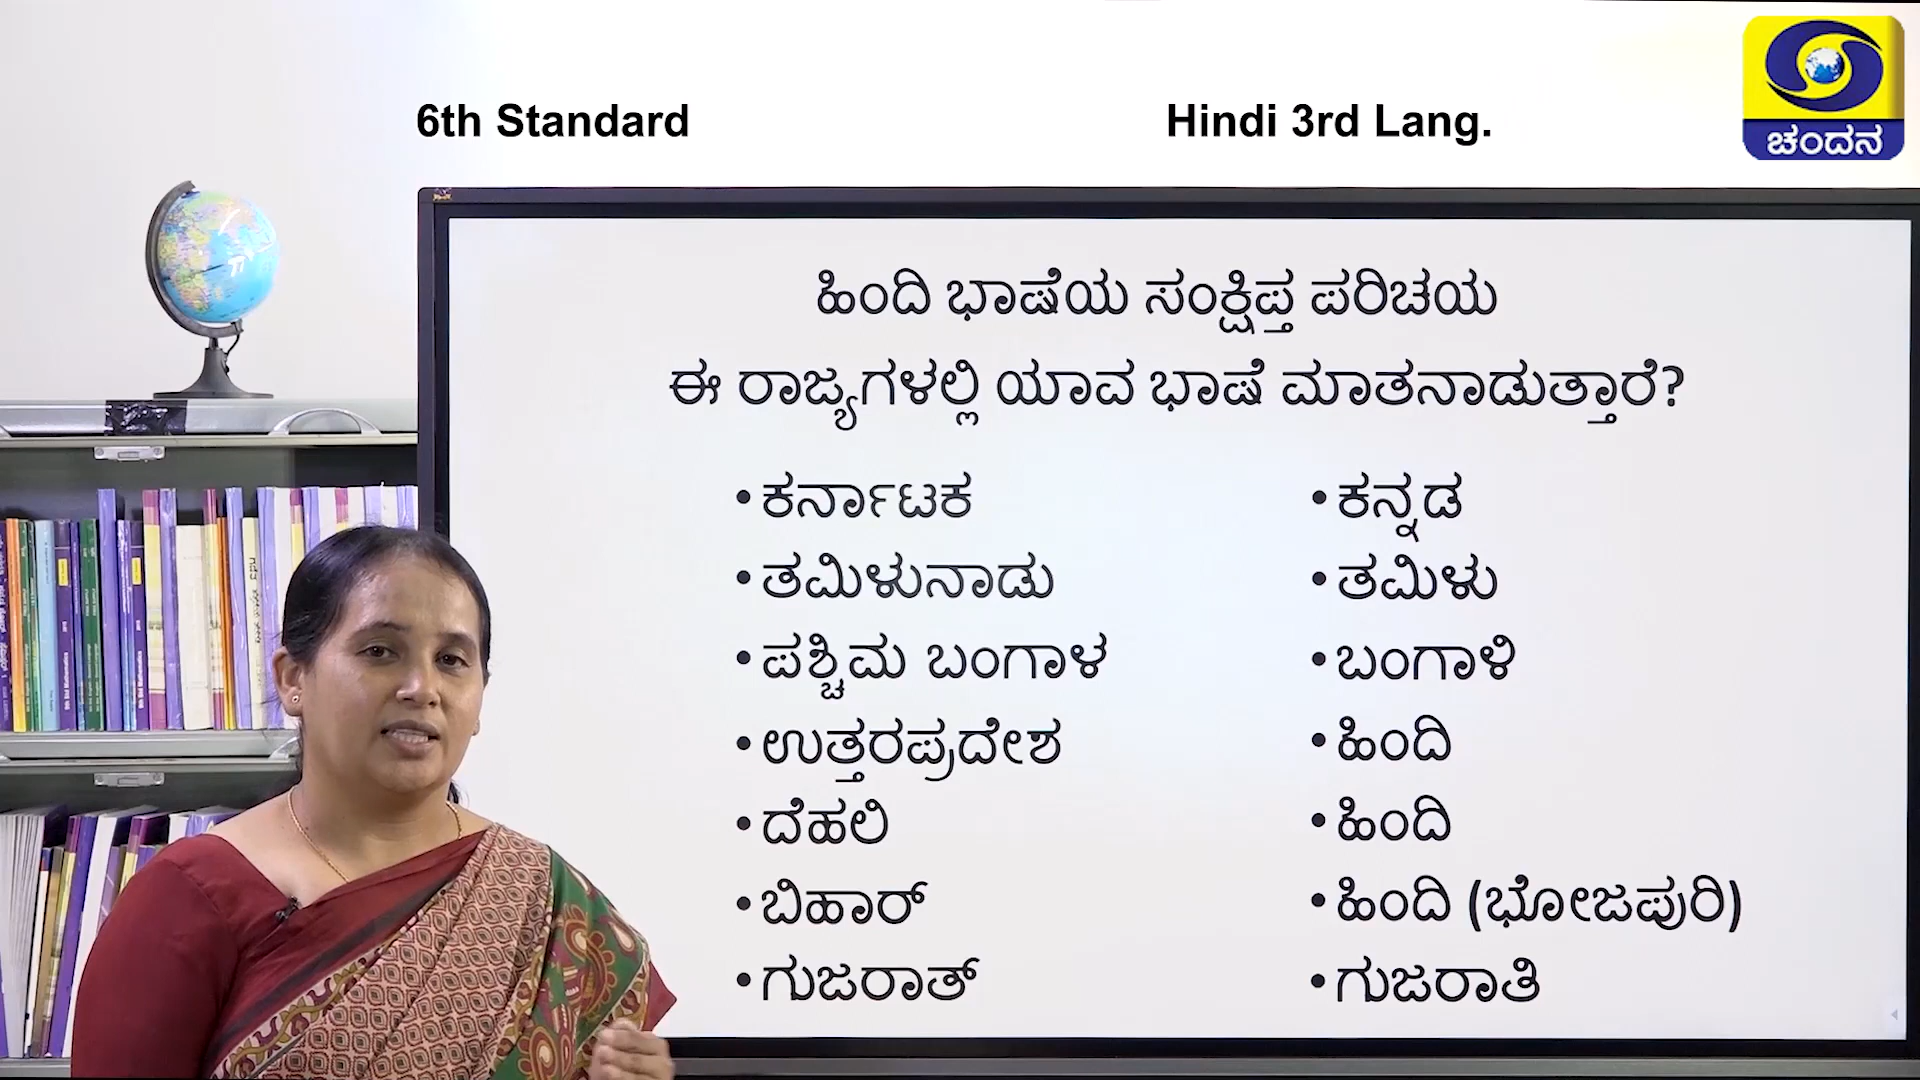 6th Standard
Hindi 3rd Lang.
ಚಂದನ
ಹಿಂದಿ ಭಾಷೆಯ ಸಂಕ್ಷಿಪ್ತ ಪರಿಚಯ
ಈ ರಾಜ್ಯಗಳಲ್ಲಿ ಯಾವ ಭಾಷೆ ಮಾತನಾಡುತ್ತಾರೆ?
• ಕರ್ನಾಟಕ
• ಕನ್ನಡ
• ತಮಿಳುನಾಡು
• ತಮಿಳು
• ಪಶ್ಚಿಮ ಬಂಗಾಳ
• ಬಂಗಾಳಿ
• ಉತ್ತರಪ್ರದೇಶ
• ಹಿಂದಿ
• ದೆಹಲಿ
• ಹಿಂದಿ
• ಬಿಹಾರ್
• ಹಿಂದಿ (ಭೋಜಪುರಿ)
• ಗುಜರಾತ್
• ಗುಜರಾತಿ